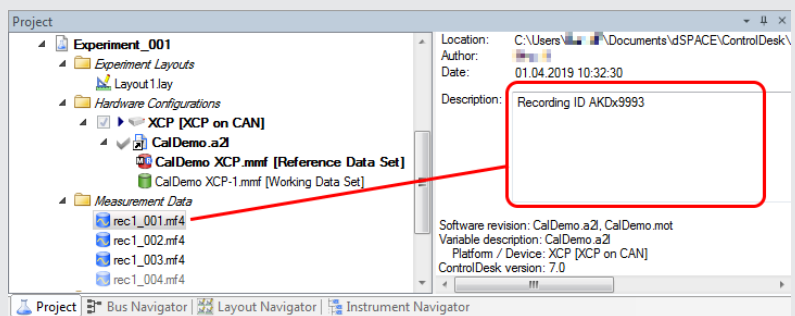 Project
Experiment_001
Experiment Layouts
Layout1.lay
Hardware Configurations
XCP [XCP on CAN]
CalDemo.a2l
CalDemo XCP.mmf [Reference Data Set]
CalDemo XCP-1.mmf [Working Data Set]
Measurement Data
rec1_001.mf4
rec1_002.mf4
rec1_003.mf4
rec1_004.mf4
Location: C:\Users\ \Documents\dSPACE\ControlDesk\
Author:
Date: 01.04.2019 10:32:30
Description: Recording ID AKDx9993
Software revision: CalDemo.a2l, CalDemo.mot
Variable description: CalDemo.a2l
Platform / Device: XCP [XCP on CAN]
ControlDesk version: 7.0
Project Bus Navigator Layout Navigator Instrument Navigator